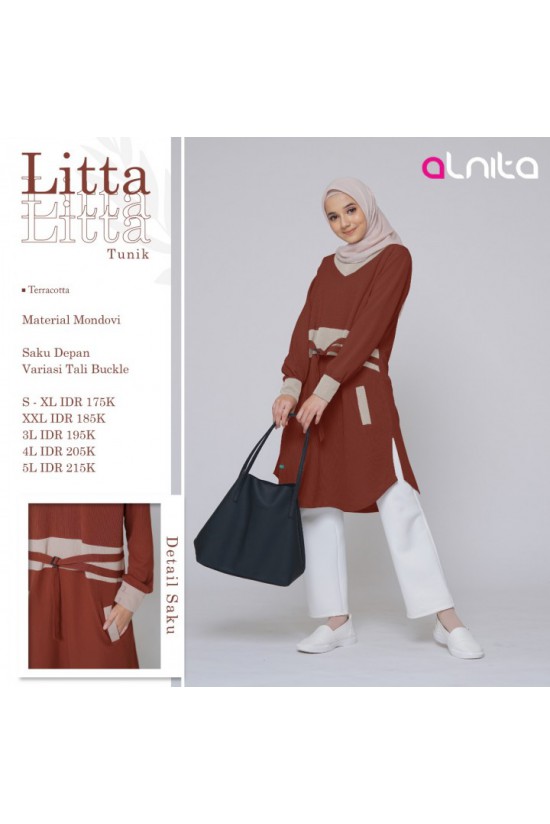 Litta
Litta
Litta
Tunik
Terracotta
Material Mondovi
Saku Depan
Variasi Tali Buckle
S - XL IDR 175K
XXL IDR 185K
3L IDR 195K
4L IDR 205K
5L IDR 215K
Detail Saku
alnita